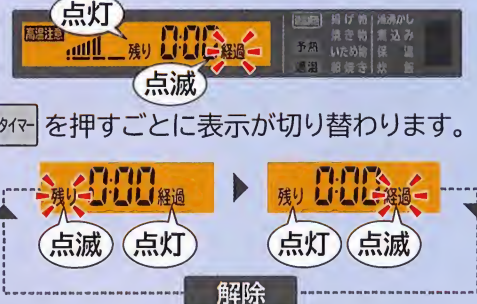 点灯
高温注意 残り 0:00 経過
揚げ物 湯沸かし
焼き物 煮込み
予熱 いため物 保温
適温 卵焼き 炊飯
点滅
タイマー を押すごとに表示が切り替わります。
残り 0:00 経過 残り 0:00 経過
点滅 点灯 点灯 点滅
解除